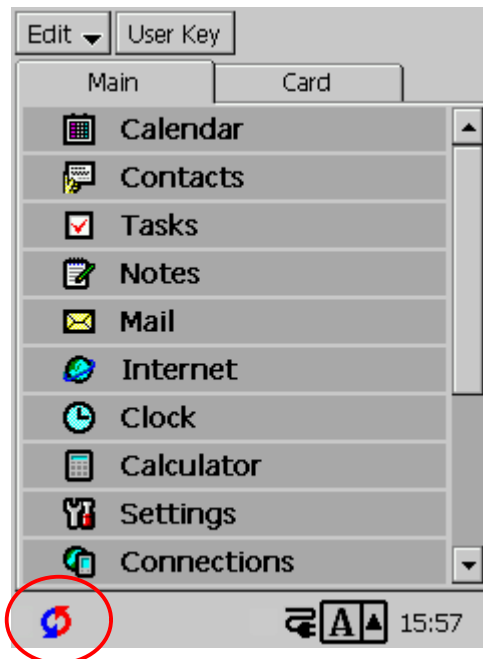 Edit User Key
Main Card
Calendar
Contacts
Tasks
Notes
Mail
Internet
Clock
Calculator
Settings
Connections
A 15:57